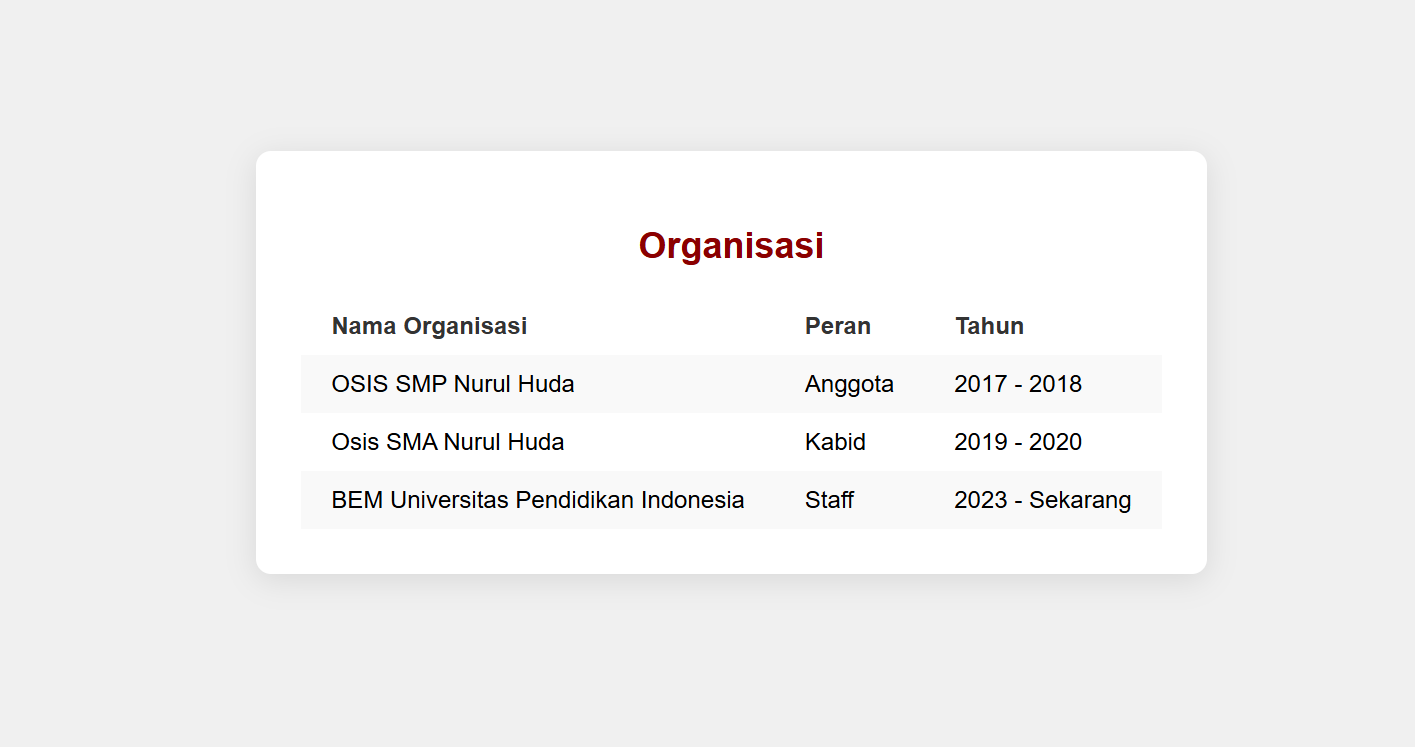 Organisasi
Nama Organisasi Peran Tahun
OSIS SMP Nurul Huda Anggota 2017 - 2018
Osis SMA Nurul Huda Kabid 2019 - 2020
BEM Universitas Pendidikan Indonesia Staff 2023 - Sekarang